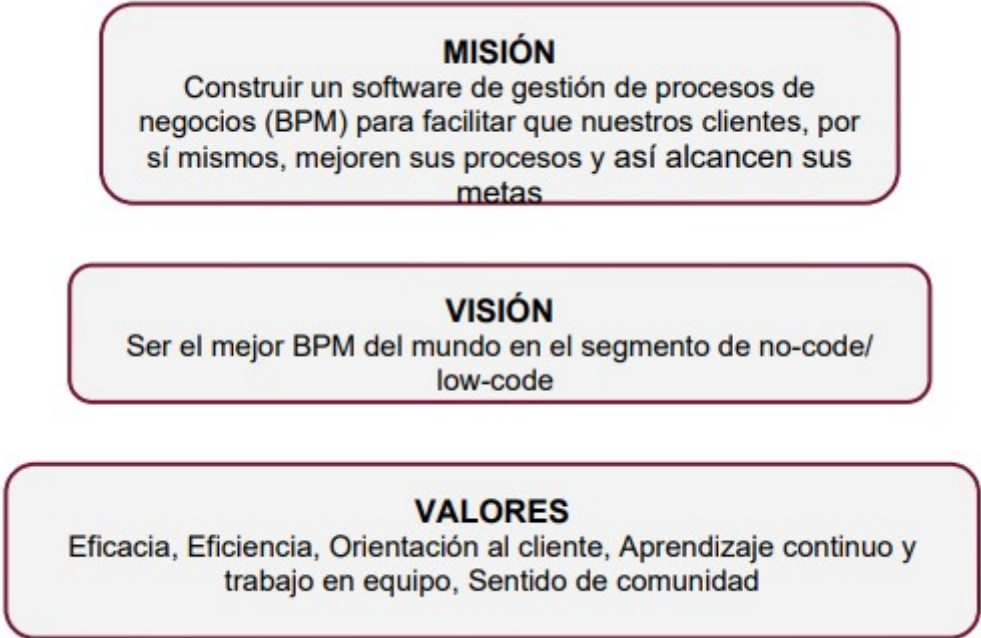 MISIÓN
Construir un software de gestión de procesos de
negocios (BPM) para facilitar que nuestros clientes, por
sí mismos, mejoren sus procesos y así alcancen sus
metas
VISIÓN
Ser el mejor BPM del mundo en el segmento de no-code/
low-code
VALORES
Eficacia, Eficiencia, Orientación al cliente, Aprendizaje continuo y
trabajo en equipo, Sentido de comunidad